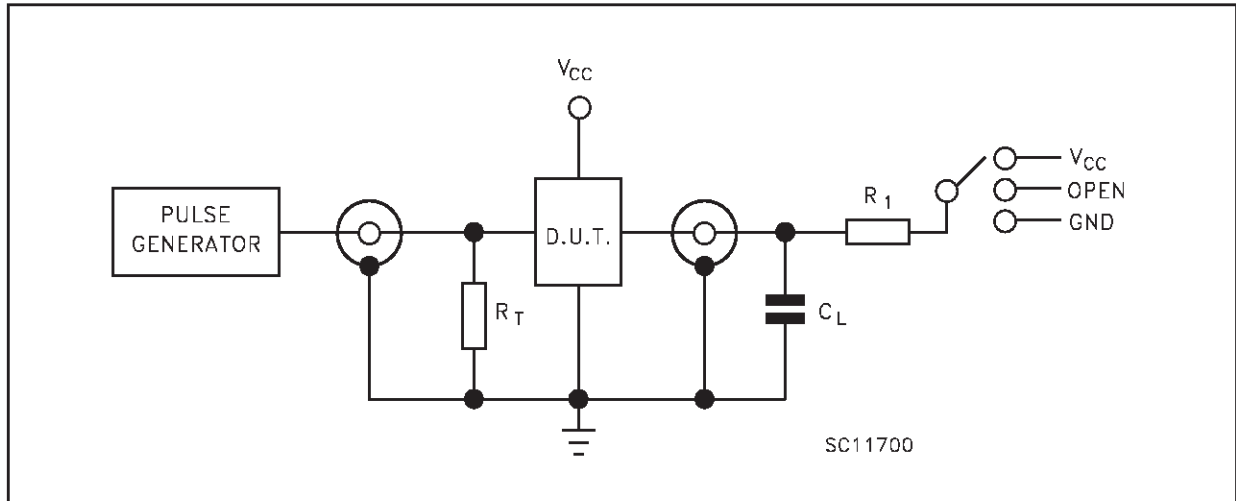 VCC
PULSE
GENERATOR
D.U.T.
RT
CL
R1
VCC
OPEN
GND
SC11700